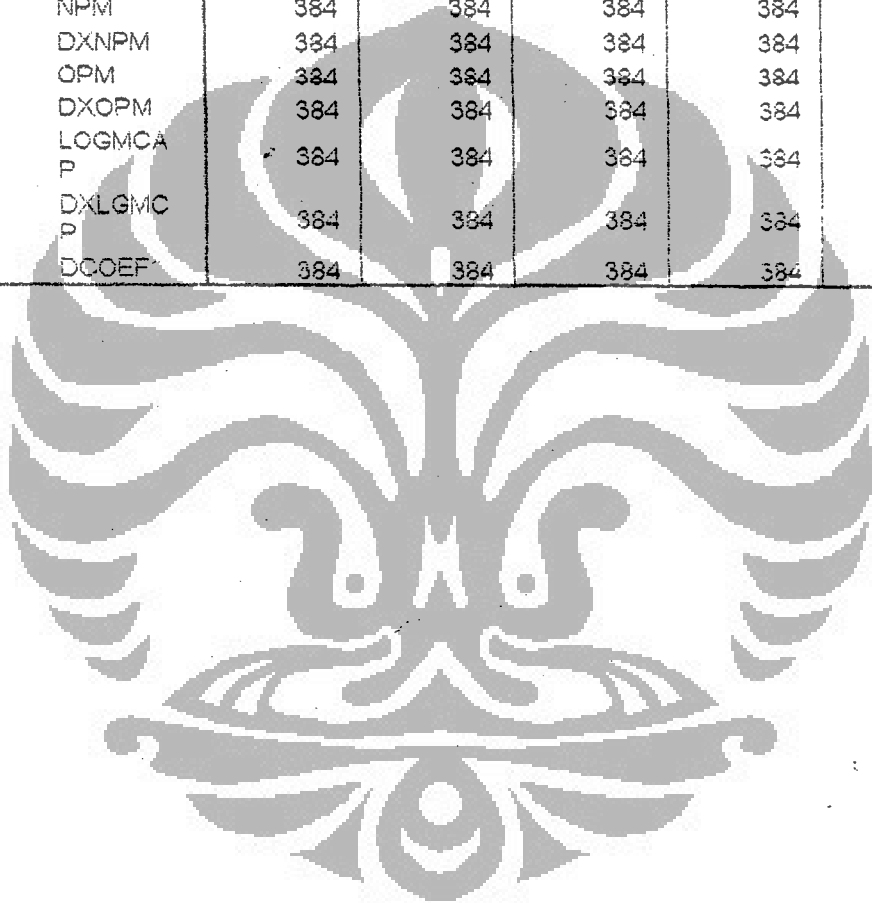 NPM 384 384 384 384
DXNPM 384 384 384 384
OPM 384 384 384 384
DXOPM 384 384 384 384
LOGMCA
P 384 384 384 384
DXLGMC
P 384 384 384 384
DCOEF 384 384 384 384